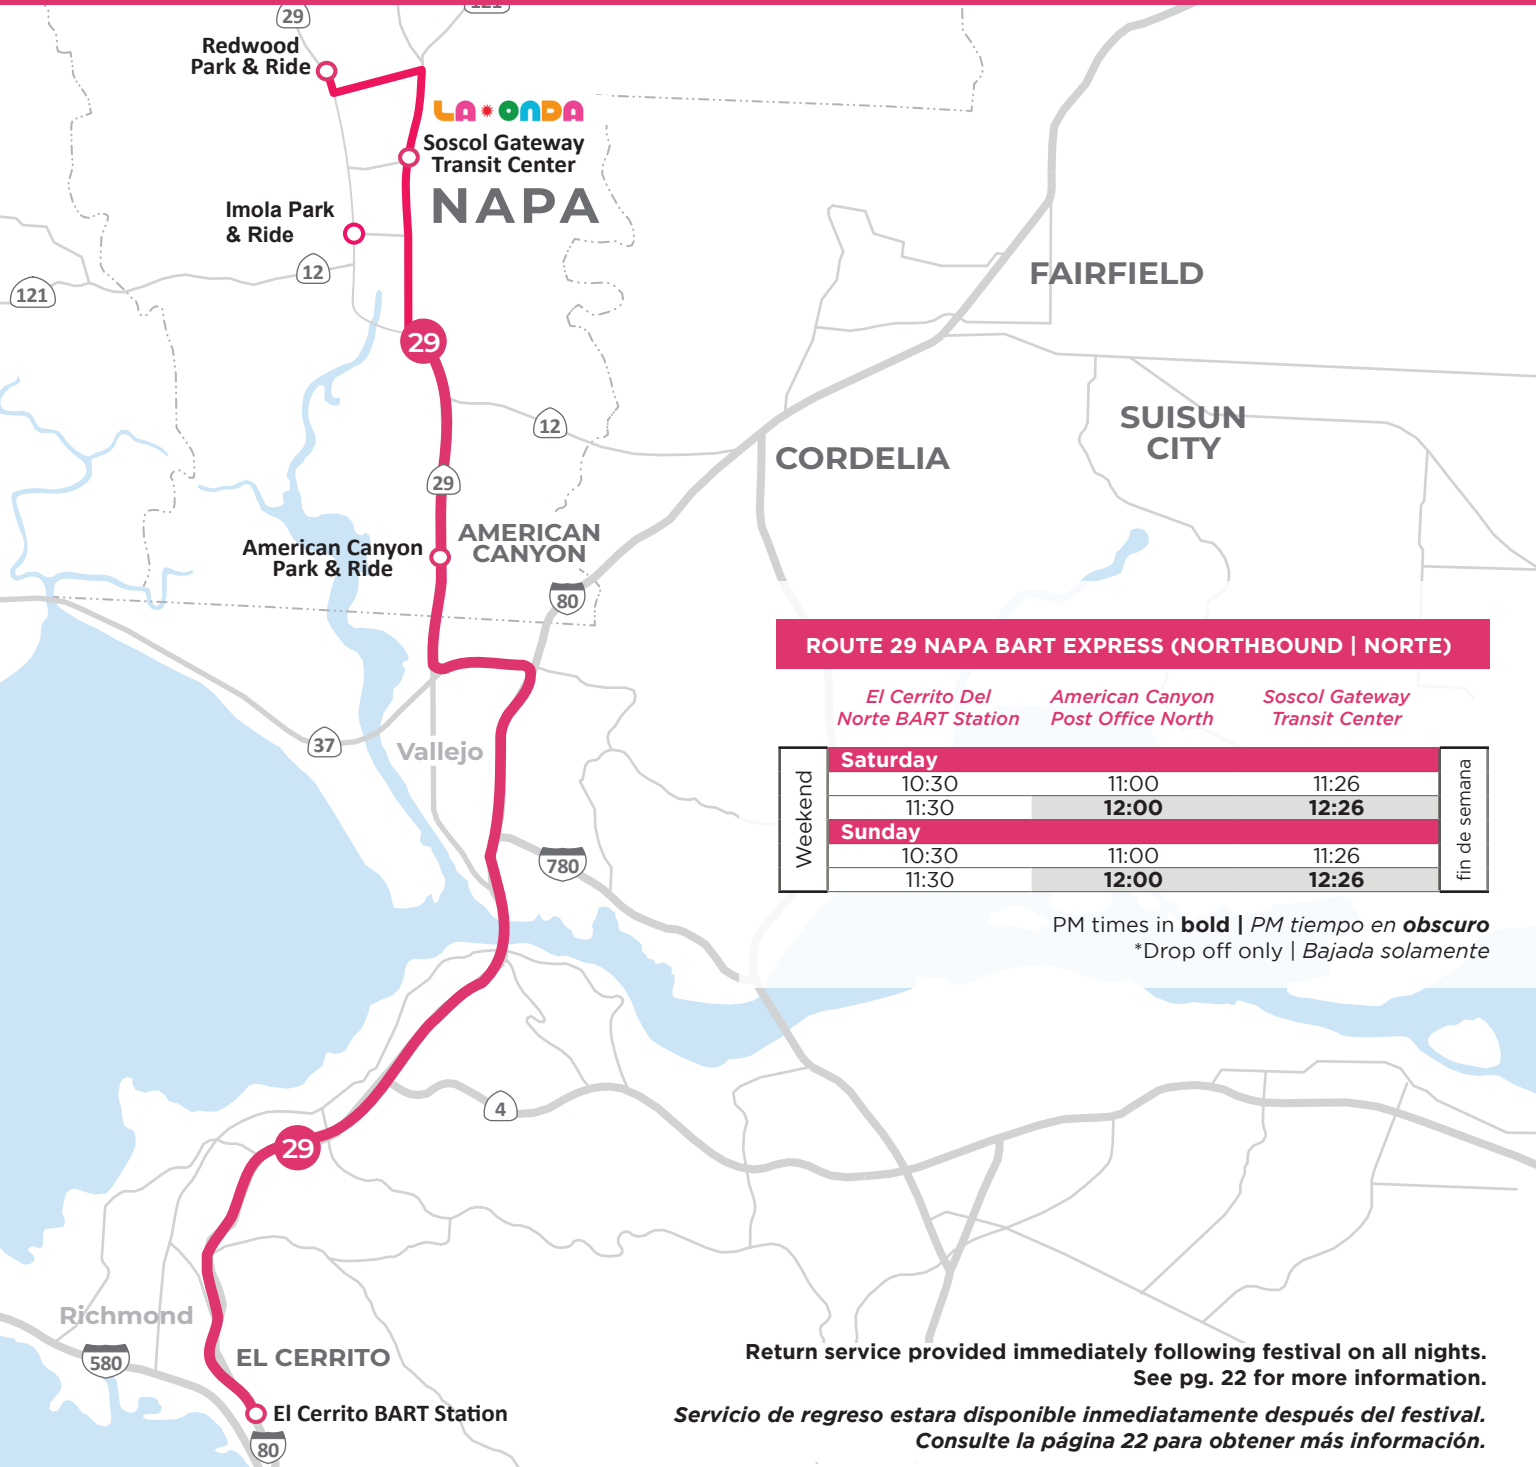 29
121
Redwood
Park & Ride
LA ONDA
Soscol Gateway
Transit Center
NAPA
Imola Park
& Ride
12
121
FAIRFIELD
29
SUISUN
CITY
12
CORDELIA
29
AMERICAN
CANYON
American Canyon
Park & Ride
80
ROUTE 29 NAPA BART EXPRESS (NORTHBOUND | NORTE)
El Cerrito Del
Norte BART Station
American Canyon
Post Office North
Soscol Gateway
Transit Center
Weekend
Saturday
10:30 11:00 11:26
11:30 12:00 12:26
Sunday
10:30 11:00 11:26
11:30 12:00 12:26
fin de semana
PM times in bold | PM tiempo en obscuro
*Drop off only | Bajada solamente
37
Vallejo
780
4
29
Richmond
580
EL CERRITO
El Cerrito BART Station
80
Return service provided immediately following festival on all nights.
See pg. 22 for more information.
Servicio de regreso estara disponible inmediatamente después del festival.
Consulte la página 22 para obtener más información.